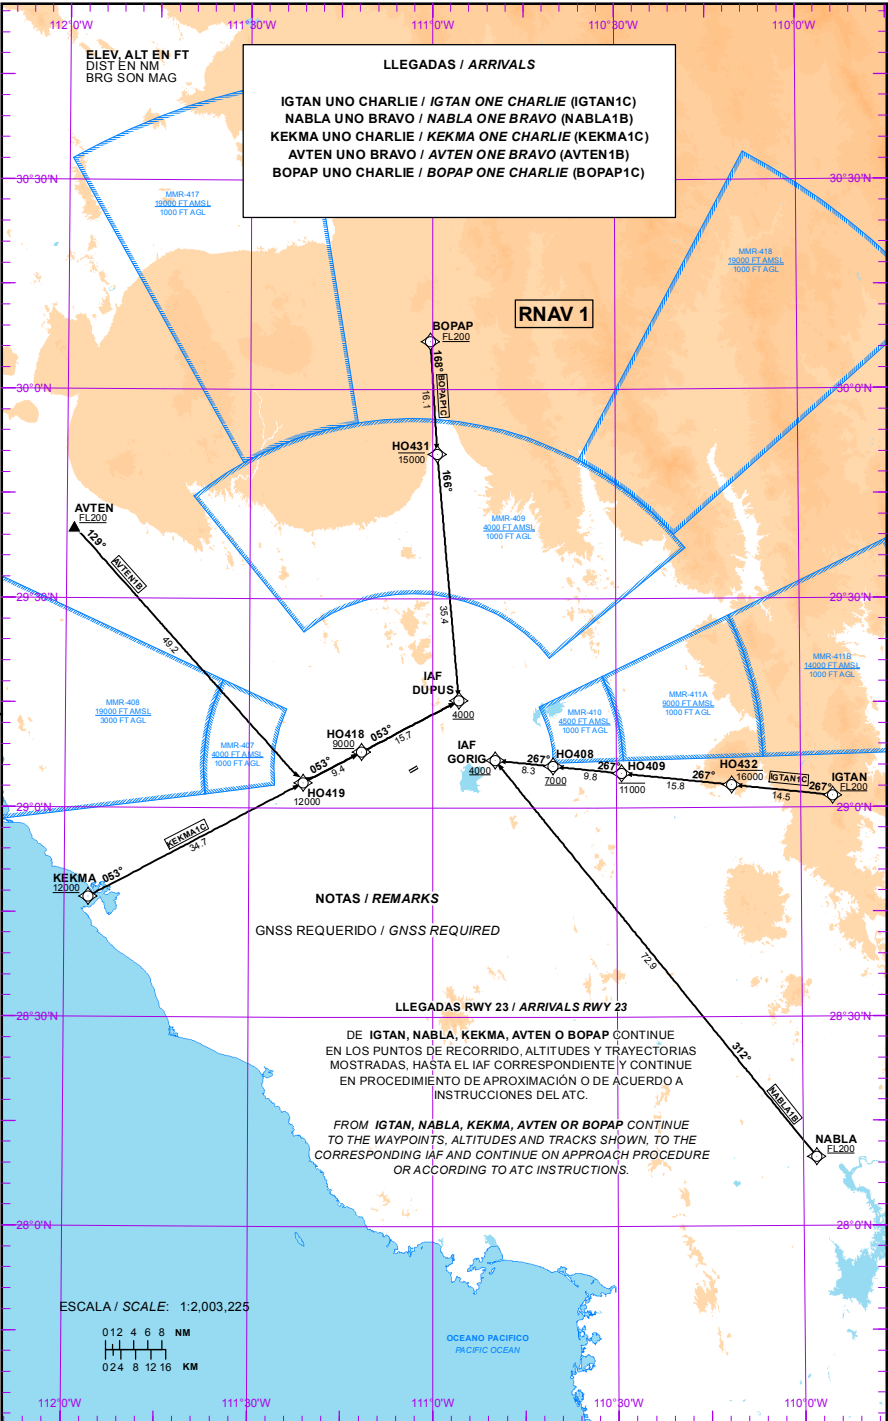 112°0'W 111°30'W 111°0'W 110°30'W 110°0'W
ELEV, ALT EN FT
DIST EN NM
BRG SON MAG
LLEGADAS / ARRIVALS
IGTAN UNO CHARLIE / IGTAN ONE CHARLIE (IGTAN1C)
NABLA UNO BRAVO / NABLA ONE BRAVO (NABLA1B)
KEKMA UNO CHARLIE / KEKMA ONE CHARLIE (KEKMA1C)
AVTEN UNO BRAVO / AVTEN ONE BRAVO (AVTEN1B)
BOPAP UNO CHARLIE / BOPAP ONE CHARLIE (BOPAP1C)
30°30'N 30°30'N
MMR-417
19000 FT AMSL
1000 FT AGL
MMR-418
19000 FT AMSL
1000 FT AGL
RNAV 1
BOPAP
FL200
168°
BOPAP1C
16.1
30°0'N 30°0'N
HO431
15000
166°
35.4
MMR-409
4000 FT AMSL
1000 FT AGL
AVTEN
FL200
129°
AVTEN1B
49.2
29°30'N 29°30'N
MMR-408
19000 FT AMSL
3000 FT AGL
MMR-407
4000 FT AMSL
1000 FT AGL
MMR-410
4500 FT AMSL
1000 FT AGL
MMR-411A
9000 FT AMSL
1000 FT AGL
MMR-411B
14000 FT AMSL
1000 FT AGL
IAF
DUPUS
4000
HO418
9000
053°
15.7
053°
9.4
HO419
12000
IAF
GORIG
4000
267°
8.3
HO408
7000
267°
9.8
HO409
11000
267°
15.8
HO432
16000
IGTAN1C
267°
14.5
IGTAN
FL200
29°0'N 29°0'N
KEKMA1C
34.7
KEKMA
12000
053°
NOTAS / REMARKS
GNSS REQUERIDO / GNSS REQUIRED
72.9
312°
NABLA1B
NABLA
FL200
28°30'N 28°30'N
LLEGADAS RWY 23 / ARRIVALS RWY 23
DE IGTAN, NABLA, KEKMA, AVTEN O BOPAP CONTINUE
EN LOS PUNTOS DE RECORRIDO, ALTITUDES Y TRAYECTORIAS
MOSTRADAS, HASTA EL IAF CORRESPONDIENTE Y CONTINUE
EN PROCEDIMIENTO DE APROXIMACIÓN O DE ACUERDO A
INSTRUCCIONES DEL ATC.
FROM IGTAN, NABLA, KEKMA, AVTEN OR BOPAP CONTINUE
TO THE WAYPOINTS, ALTITUDES AND TRACKS SHOWN, TO THE
CORRESPONDING IAF AND CONTINUE ON APPROACH PROCEDURE
OR ACCORDING TO ATC INSTRUCTIONS.
28°0'N 28°0'N
ESCALA / SCALE: 1:2,003,225
0 1 2 4 6 8 NM
0 2 4 8 12 16 KM
OCEANO PACIFICO
PACIFIC OCEAN
112°0'W 111°30'W 111°0'W 110°30'W 110°0'W